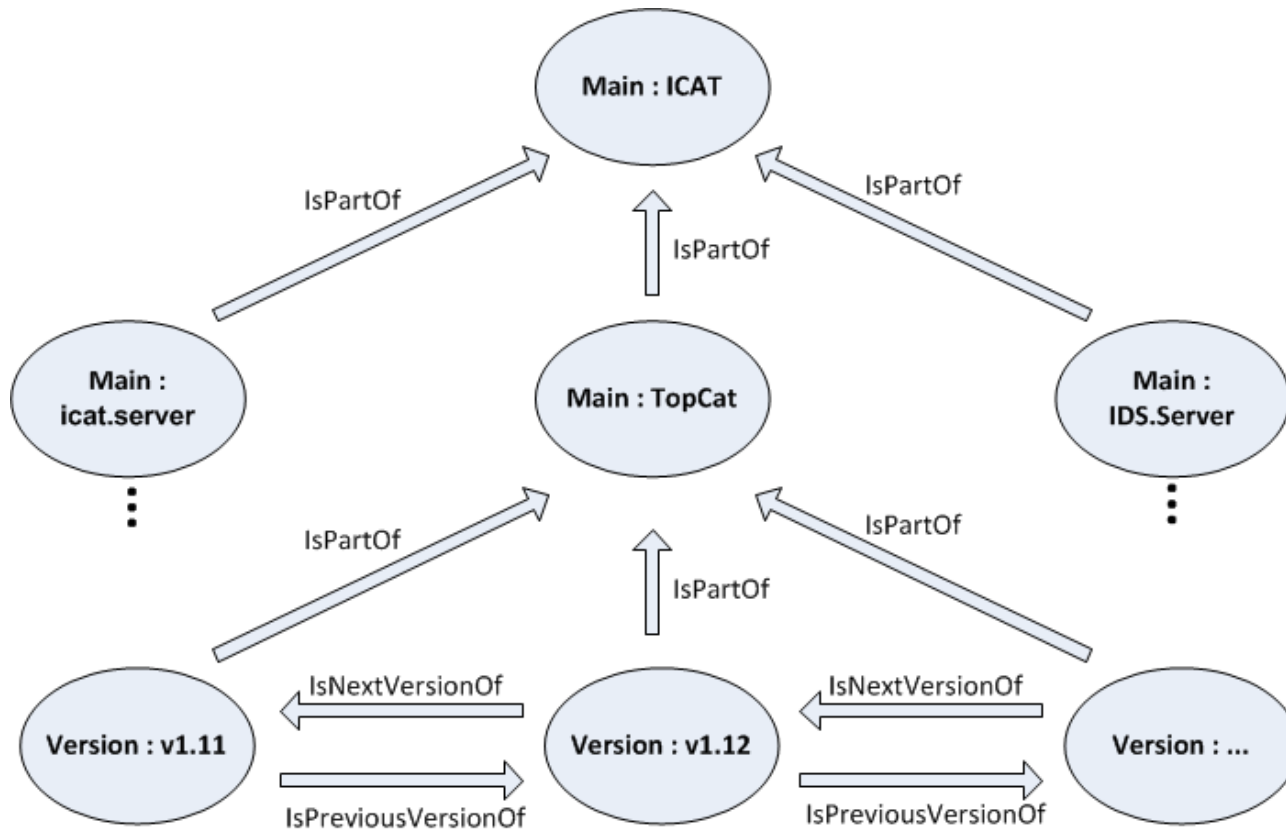 Main : ICAT
IsPartOf
IsPartOf
IsPartOf
Main :
icat.server
Main : TopCat
Main :
IDS.Server
IsPartOf
IsPartOf
IsPartOf
IsNextVersionOf
IsNextVersionOf
Version : v1.11
Version : v1.12
Version : ...
IsPreviousVersionOf
IsPreviousVersionOf